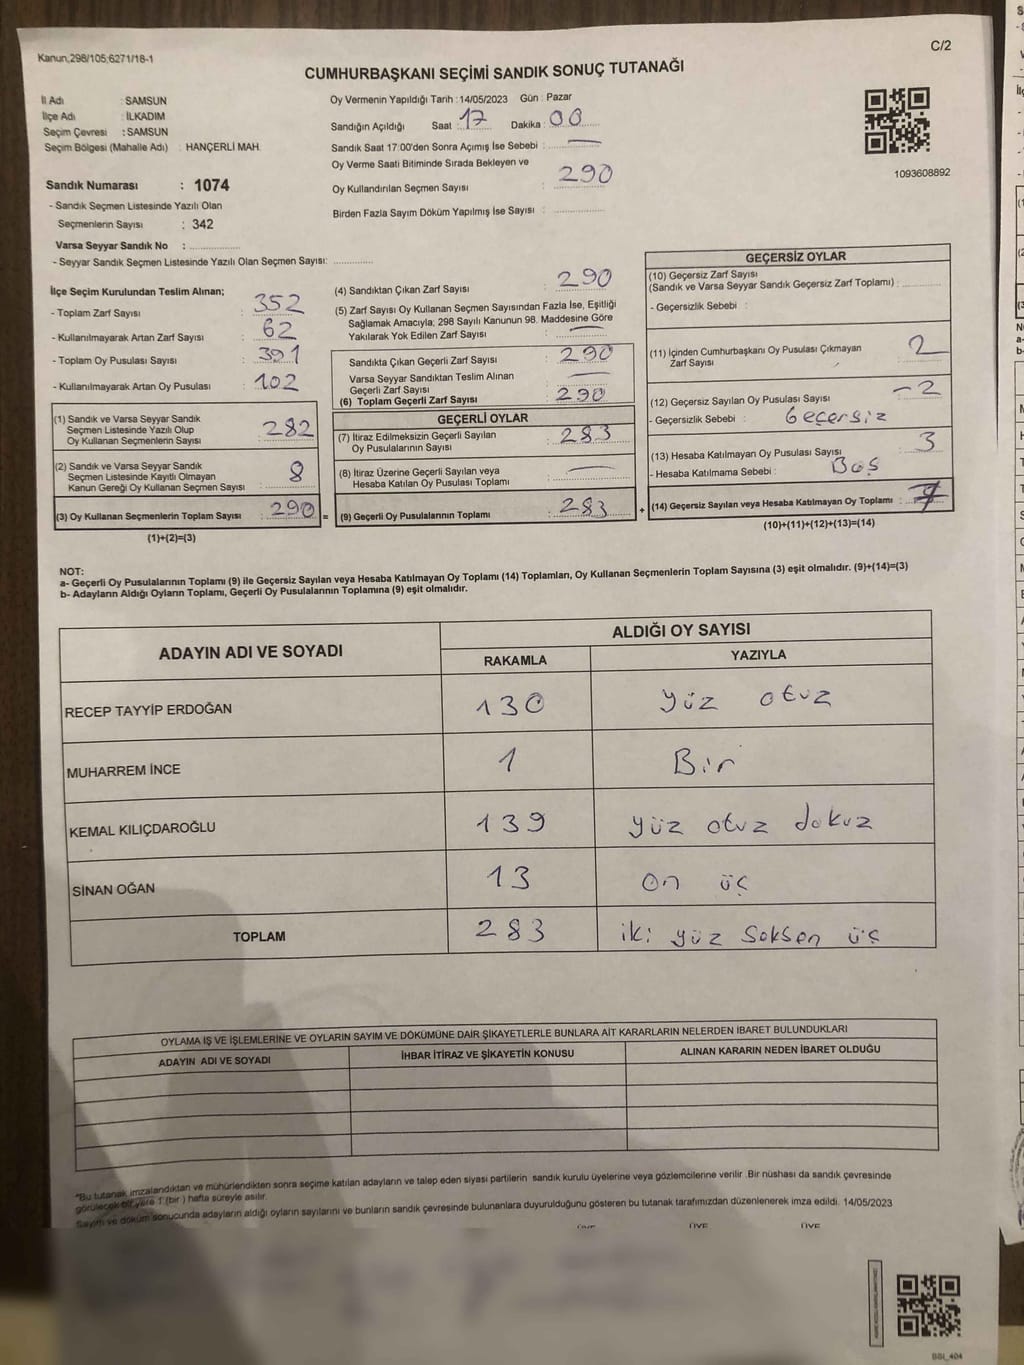 Kanun.298/105;6271/18-1
C/2
CUMHURBAŞKANI SEÇİMİ SANDIK SONUÇ TUTANAĞI
İl Adı : SAMSUN
İlçe Adı : İLKADIM
Seçim Çevresi : SAMSUN
Seçim Bölgesi (Mahalle Adı) : HANÇERLİ MAH.
Sandık Numarası : 1074
- Sandık Seçmen Listesinde Yazılı Olan
Seçmenlerin Sayısı : 342
Varsa Seyyar Sandık No : ..................
- Seyyar Sandık Seçmen Listesinde Yazılı Olan Seçmen Sayısı: ..............
Oy Vermenin Yapıldığı Tarih : 14/05/2023 Gün : Pazar
Sandığın Açıldığı Saat : 17 Dakika : 00
Sandık Saat 17:00'den Sonra Açımış İse Sebebi : —
Oy Verme Saati Bitiminde Sırada Bekleyen ve
Oy Kullandırılan Seçmen Sayısı : 290
Birden Fazla Sayım Döküm Yapılmış İse Sayısı : ..................
1093608892
İlçe Seçim Kurulundan Teslim Alınan;
- Toplam Zarf Sayısı : 352
- Kullanılmayarak Artan Zarf Sayısı : 62
- Toplam Oy Pusulası Sayısı : 391
- Kullanılmayarak Artan Oy Pusulası : 102
(1) Sandık ve Varsa Seyyar Sandık
Seçmen Listesinde Yazılı Olup
Oy Kullanan Seçmenlerin Sayısı : 282
(2) Sandık ve Varsa Seyyar Sandık
Seçmen Listesinde Kayıtlı Olmayan
Kanun Gereği Oy Kullanan Seçmen Sayısı : 8
(3) Oy Kullanan Seçmenlerin Toplam Sayısı : 290 =
(1)+(2)=(3)
(4) Sandıktan Çıkan Zarf Sayısı : 290
(5) Zarf Sayısı Oy Kullanan Seçmen Sayısından Fazla İse, Eşitliği
Sağlamak Amacıyla; 298 Sayılı Kanunun 98. Maddesine Göre
Yakılarak Yok Edilen Zarf Sayısı : —
Sandıkta Çıkan Geçerli Zarf Sayısı : 290
Varsa Seyyar Sandıktan Teslim Alınan
Geçerli Zarf Sayısı : —
(6) Toplam Geçerli Zarf Sayısı : 290
GEÇERLİ OYLAR
(7) İtiraz Edilmeksizin Geçerli Sayılan
Oy Pusulalarının Sayısı : 283
(8) İtiraz Üzerine Geçerli Sayılan veya
Hesaba Katılan Oy Pusulası Toplamı : —
(9) Geçerli Oy Pusulalarının Toplamı : 283 +
GEÇERSİZ OYLAR
(10) Geçersiz Zarf Sayısı
(Sandık ve Varsa Seyyar Sandık Geçersiz Zarf Toplamı) : ............
- Geçersizlik Sebebi :
(11) İçinden Cumhurbaşkanı Oy Pusulası Çıkmayan
Zarf Sayısı : 2
(12) Geçersiz Sayılan Oy Pusulası Sayısı : -2
- Geçersizlik Sebebi : Geçersiz
(13) Hesaba Katılmayan Oy Pusulası Sayısı : 3
- Hesaba Katılmama Sebebi : Boş
(14) Geçersiz Sayılan veya Hesaba Katılmayan Oy Toplamı : 7
(10)+(11)+(12)+(13)=(14)
NOT:
a- Geçerli Oy Pusulalarının Toplamı (9) ile Geçersiz Sayılan veya Hesaba Katılmayan Oy Toplamı (14) Toplamları, Oy Kullanan Seçmenlerin Toplam Sayısına (3) eşit olmalıdır. (9)+(14)=(3)
b- Adayların Aldığı Oyların Toplamı, Geçerli Oy Pusulalarının Toplamına (9) eşit olmalıdır.
ADAYIN ADI VE SOYADI
ALDIĞI OY SAYISI
RAKAMLA YAZIYLA
RECEP TAYYİP ERDOĞAN 130 yüz otuz
MUHARREM İNCE 1 Bir
KEMAL KILIÇDAROĞLU 139 yüz otuz dokuz
SİNAN OĞAN 13 on üç
TOPLAM 283 iki yüz seksen üç
OYLAMA İŞ VE İŞLEMLERİNE VE OYLARIN SAYIM VE DÖKÜMÜNE DAİR ŞİKAYETLERLE BUNLARA AİT KARARLARIN NELERDEN İBARET BULUNDUKLARI
ADAYIN ADI VE SOYADI İHBAR İTİRAZ VE ŞİKAYETİN KONUSU ALINAN KARARIN NEDEN İBARET OLDUĞU
*Bu tutanak imzalandıktan ve mühürlendikten sonra seçime katılan adayların ve talep eden siyasi partilerin sandık kurulu üyelerine veya gözlemcilerine verilir. Bir nüshası da sandık çevresinde
görülecek bir yere 1 (bir) hafta süreyle asılır.
Sayım ve döküm sonucunda adayların aldığı oyların sayılarını ve bunların sandık çevresinde bulunanlara duyurulduğunu gösteren bu tutanak tarafımızdan düzenlenerek imza edildi. 14/05/2023
ÜYE ÜYE ÜYE
BBI_404